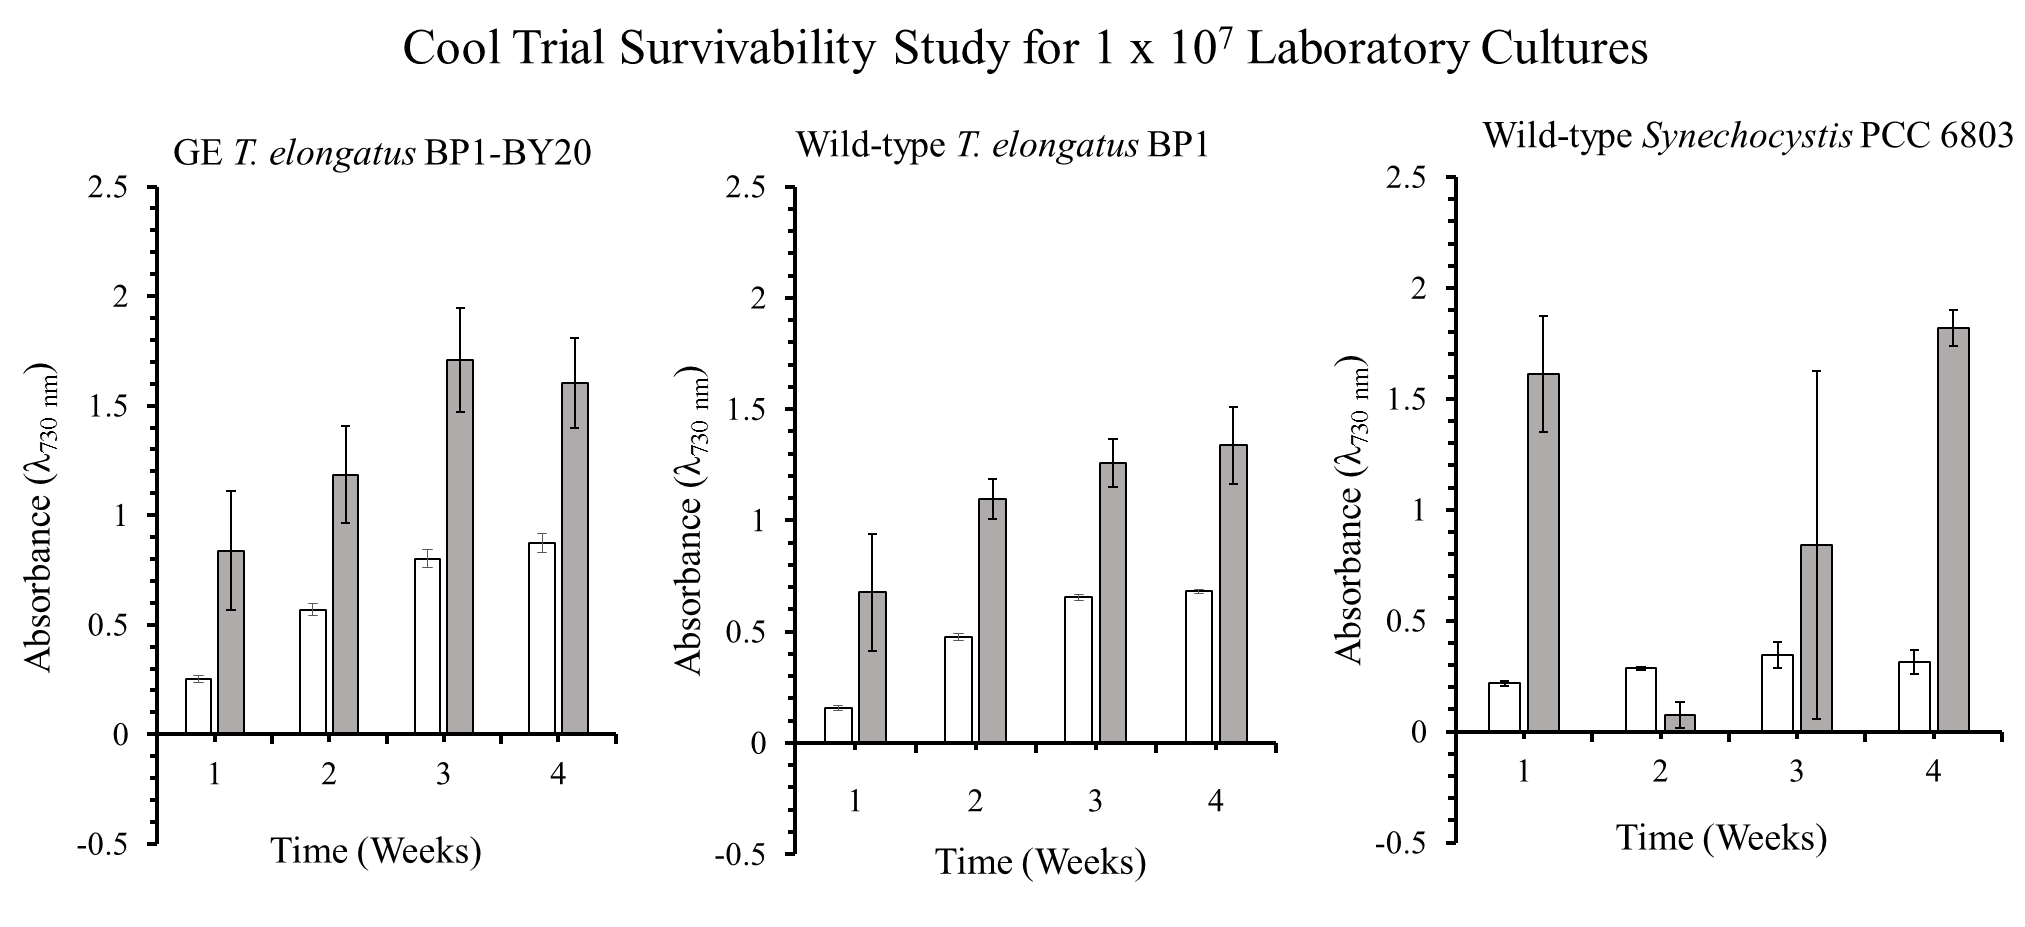 Cool Trial Survivability Study for 1 x 10⁷ Laboratory Cultures
GE T. elongatus BP1-BY20
2.5
2
1.5
1
0.5
0
-0.5
Absorbance (λ730 nm)
1 2 3 4
Time (Weeks)
Wild-type T. elongatus BP1
2.5
2
1.5
1
0.5
0
-0.5
Absorbance (λ730 nm)
1 2 3 4
Time (Weeks)
Wild-type Synechocystis PCC 6803
2.5
2
1.5
1
0.5
0
-0.5
Absorbance (λ730 nm)
1 2 3 4
Time (Weeks)